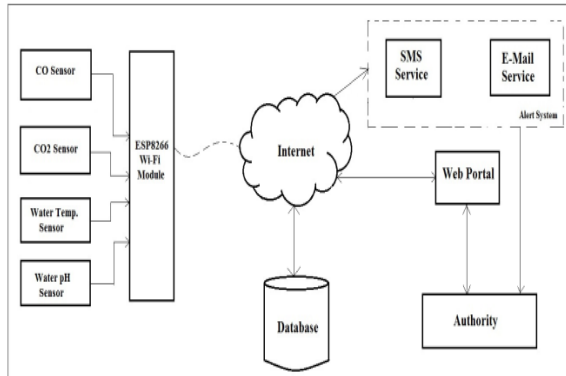 CO Sensor
CO2 Sensor
Water Temp.
Sensor
Water pH
Sensor
ESP8266
Wi-Fi
Module
Internet
Database
SMS
Service
E-Mail
Service
Alert System
Web Portal
Authority